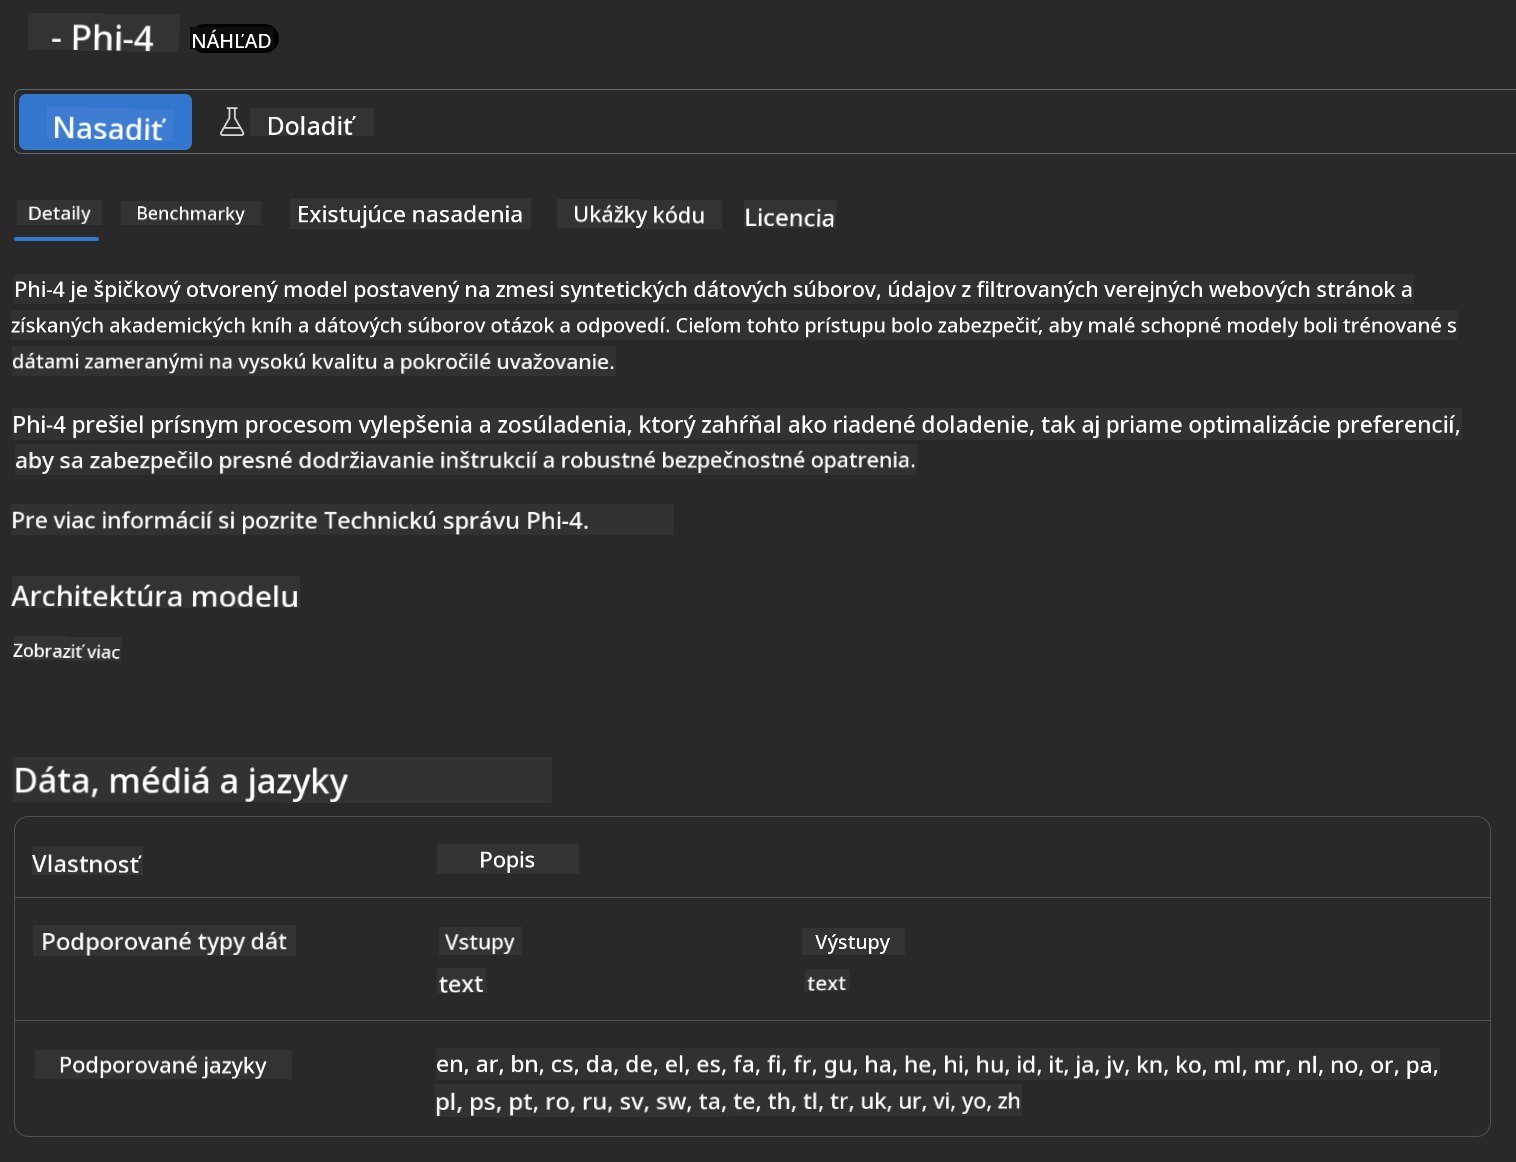 - Phi-4 NÁHĽAD
Nasadiť Doladiť
Detaily Benchmarky Existujúce nasadenia Ukážky kódu Licencia
Phi-4 je špičkový otvorený model postavený na zmesi syntetických dátových súborov, údajov z filtrovaných verejných webových stránok a
získaných akademických kníh a dátových súborov otázok a odpovedí. Cieľom tohto prístupu bolo zabezpečiť, aby malé schopné modely boli trénované s
dátami zameranými na vysokú kvalitu a pokročilé uvažovanie.
Phi-4 prešiel prísnym procesom vylepšenia a zosúladenia, ktorý zahŕňal ako riadené doladenie, tak aj priame optimalizácie preferencií,
aby sa zabezpečilo presné dodržiavanie inštrukcií a robustné bezpečnostné opatrenia.
Pre viac informácií si pozrite Technickú správu Phi-4.
Architektúra modelu
Zobraziť viac
Dáta, médiá a jazyky
Vlastnosť Popis
Podporované typy dát Vstupy Výstupy
text text
Podporované jazyky en, ar, bn, cs, da, de, el, es, fa, fi, fr, gu, ha, he, hi, hu, id, it, ja, jv, kn, ko, ml, mr, nl, no, or, pa,
pl, ps, pt, ro, ru, sv, sw, ta, te, th, tl, tr, uk, ur, vi, yo, zh